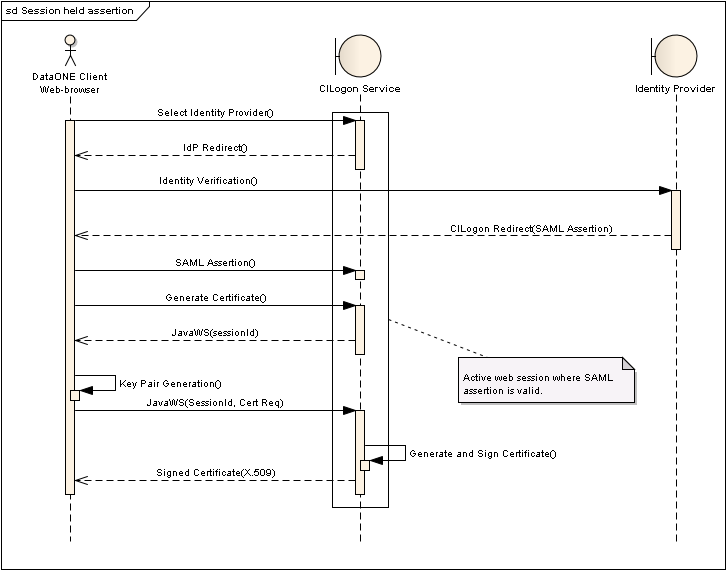 sd Session held assertion
DataONE Client
Web-browser
CILogon Service
Identity Provider
Select Identity Provider()
IdP Redirect()
Identity Verification()
CILogon Redirect(SAML Assertion)
SAML Assertion()
Generate Certificate()
JavaWS(sessionId)
Active web session where SAML
assertion is valid.
Key Pair Generation()
JavaWS(SessionId, Cert Req)
Generate and Sign Certificate()
Signed Certificate(X.509)